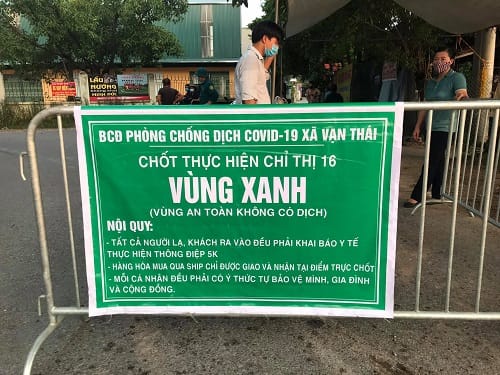 BCĐ PHÒNG CHỐNG DỊCH COVID-19 XÃ VẠN THÁI
CHỐT THỰC HIỆN CHỈ THỊ 16
VÙNG XANH
(VÙNG AN TOÀN KHÔNG CÓ DỊCH)
NỘI QUY:
- TẤT CẢ NGƯỜI LẠ, KHÁCH RA VÀO ĐỀU PHẢI KHAI BÁO Y TẾ
THỰC HIỆN THÔNG ĐIỆP 5K
- HÀNG HÓA MUA QUA SHIP CHỈ ĐƯỢC GIAO VÀ NHẬN TẠI ĐIỂM TRỰC CHỐT
- MỖI CÁ NHÂN ĐỀU PHẢI CÓ Ý THỨC TỰ BẢO VỆ MÌNH, GIA ĐÌNH
VÀ CỘNG ĐỒNG.
LẨU
NƯỚNG